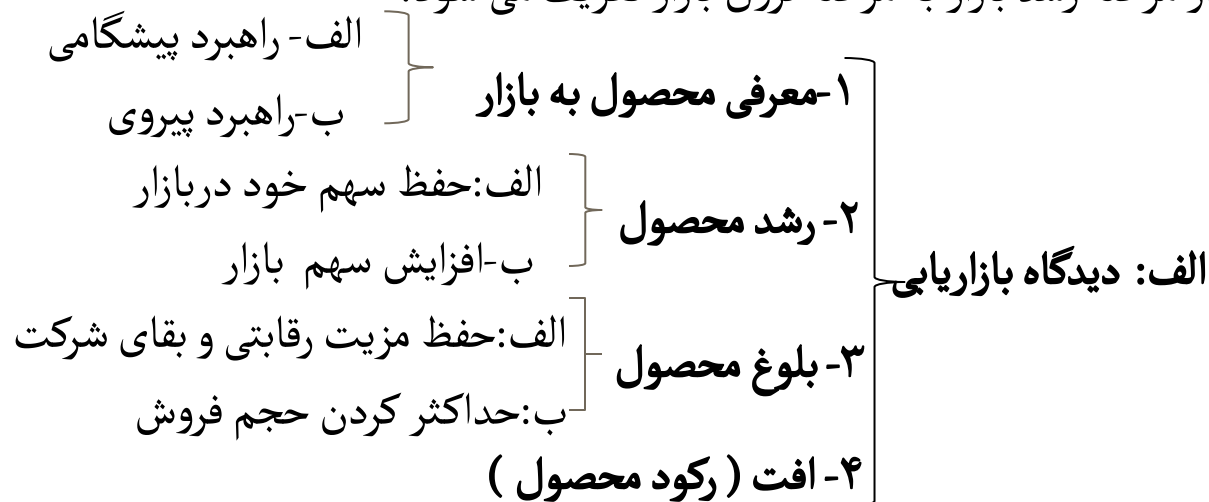 الف- راهبرد پیشگامی
۱-معرفی محصول به بازار
ب-راهبرد پیروی
الف:حفظ سهم خود دربازار
۲- رشد محصول
ب-افزایش سهم بازار
الف: دیدگاه بازاریابی
الف:حفظ مزیت رقابتی و بقای شرکت
۳- بلوغ محصول
ب:حداکثر کردن حجم فروش
۴- افت ( رکود محصول )